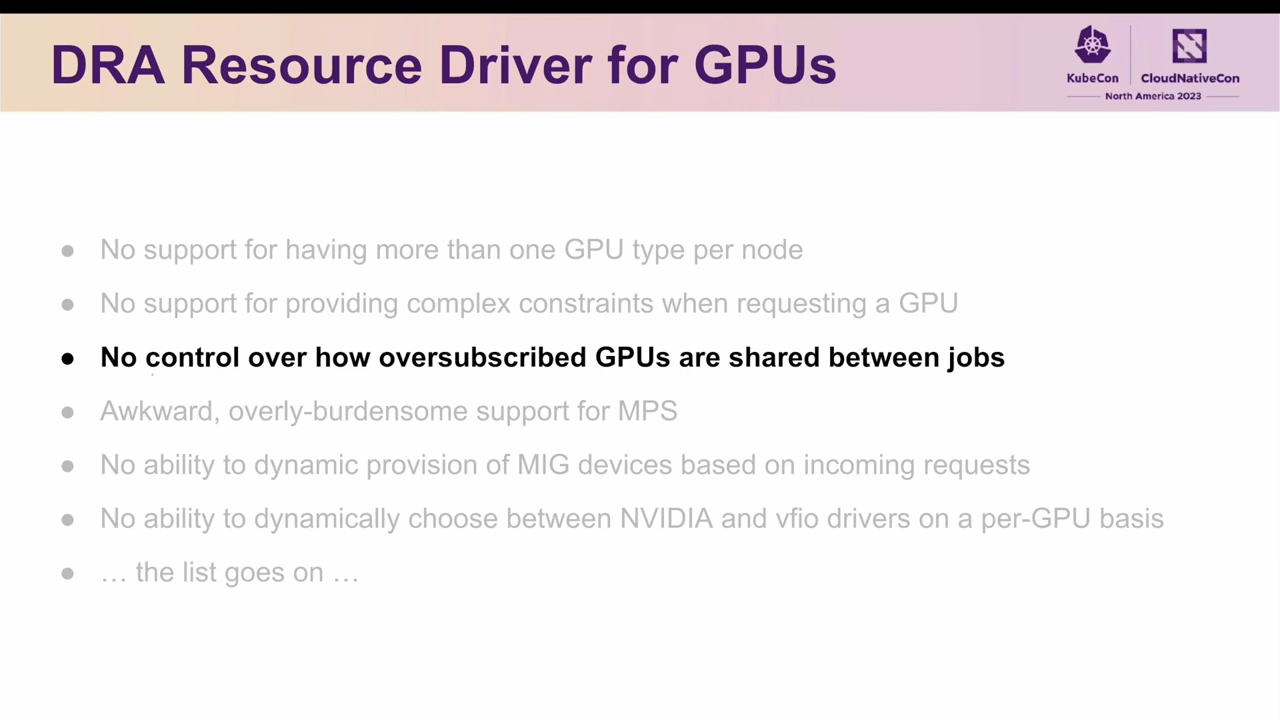 DRA Resource Driver for GPUs
KubeCon
CloudNativeCon
North America 2023
● No support for having more than one GPU type per node
● No support for providing complex constraints when requesting a GPU
● No control over how oversubscribed GPUs are shared between jobs
● Awkward, overly-burdensome support for MPS
● No ability to dynamic provision of MIG devices based on incoming requests
● No ability to dynamically choose between NVIDIA and vfio drivers on a per-GPU basis
● … the list goes on …